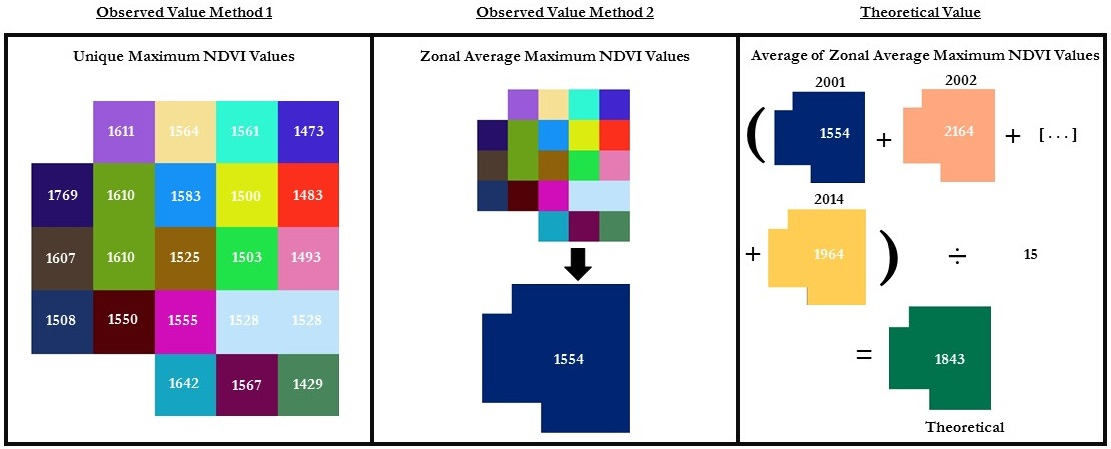 Observed Value Method 1
Observed Value Method 2
Theoretical Value
Unique Maximum NDVI Values
1611 1564 1561 1473
1769 1610 1583 1500 1483
1607 1610 1525 1503 1493
1508 1550 1555 1528 1528
1642 1567 1429
Zonal Average Maximum NDVI Values
1554
Average of Zonal Average Maximum NDVI Values
2001 2002
( 1554 + 2164 + [...]
2014
+ 1964 ) ÷ 15
= 1843
Theoretical